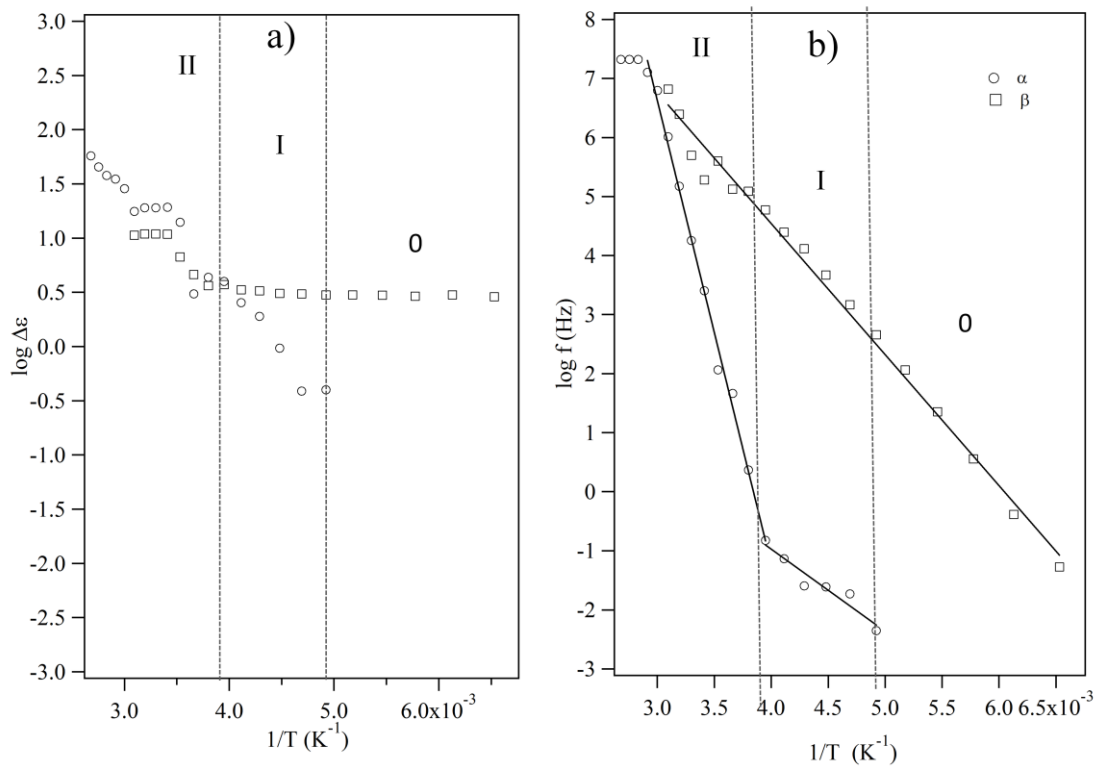 a)
II
I
0
3.0
2.5
2.0
1.5
1.0
0.5
0.0
-0.5
-1.0
-1.5
-2.0
-2.5
-3.0
log Δε
3.0 4.0 5.0 6.0x10⁻³
1/T (K⁻¹)
b)
II
I
0
α
β
8
7
6
5
4
3
2
1
0
-1
-2
-3
log f (Hz)
3.0 3.5 4.0 4.5 5.0 5.5 6.0 6.5x10⁻³
1/T (K⁻¹)